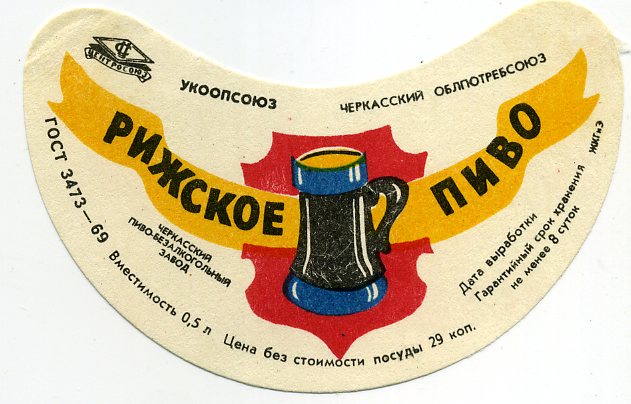 ЦЕНТРОСОЮЗ
УКООПСОЮЗ
ЧЕРКАССКИЙ ОБЛПОТРЕБСОЮЗ
РИЖСКОЕ ПИВО
ЧЕРКАССКИЙ
ПИВО-БЕЗАЛКОГОЛЬНЫЙ
ЗАВОД
Дата выработки
Гарантийный срок хранения
не менее 8 суток
ГОСТ 3473—69 Вместимость 0,5 л Цена без стоимости посуды 29 коп.